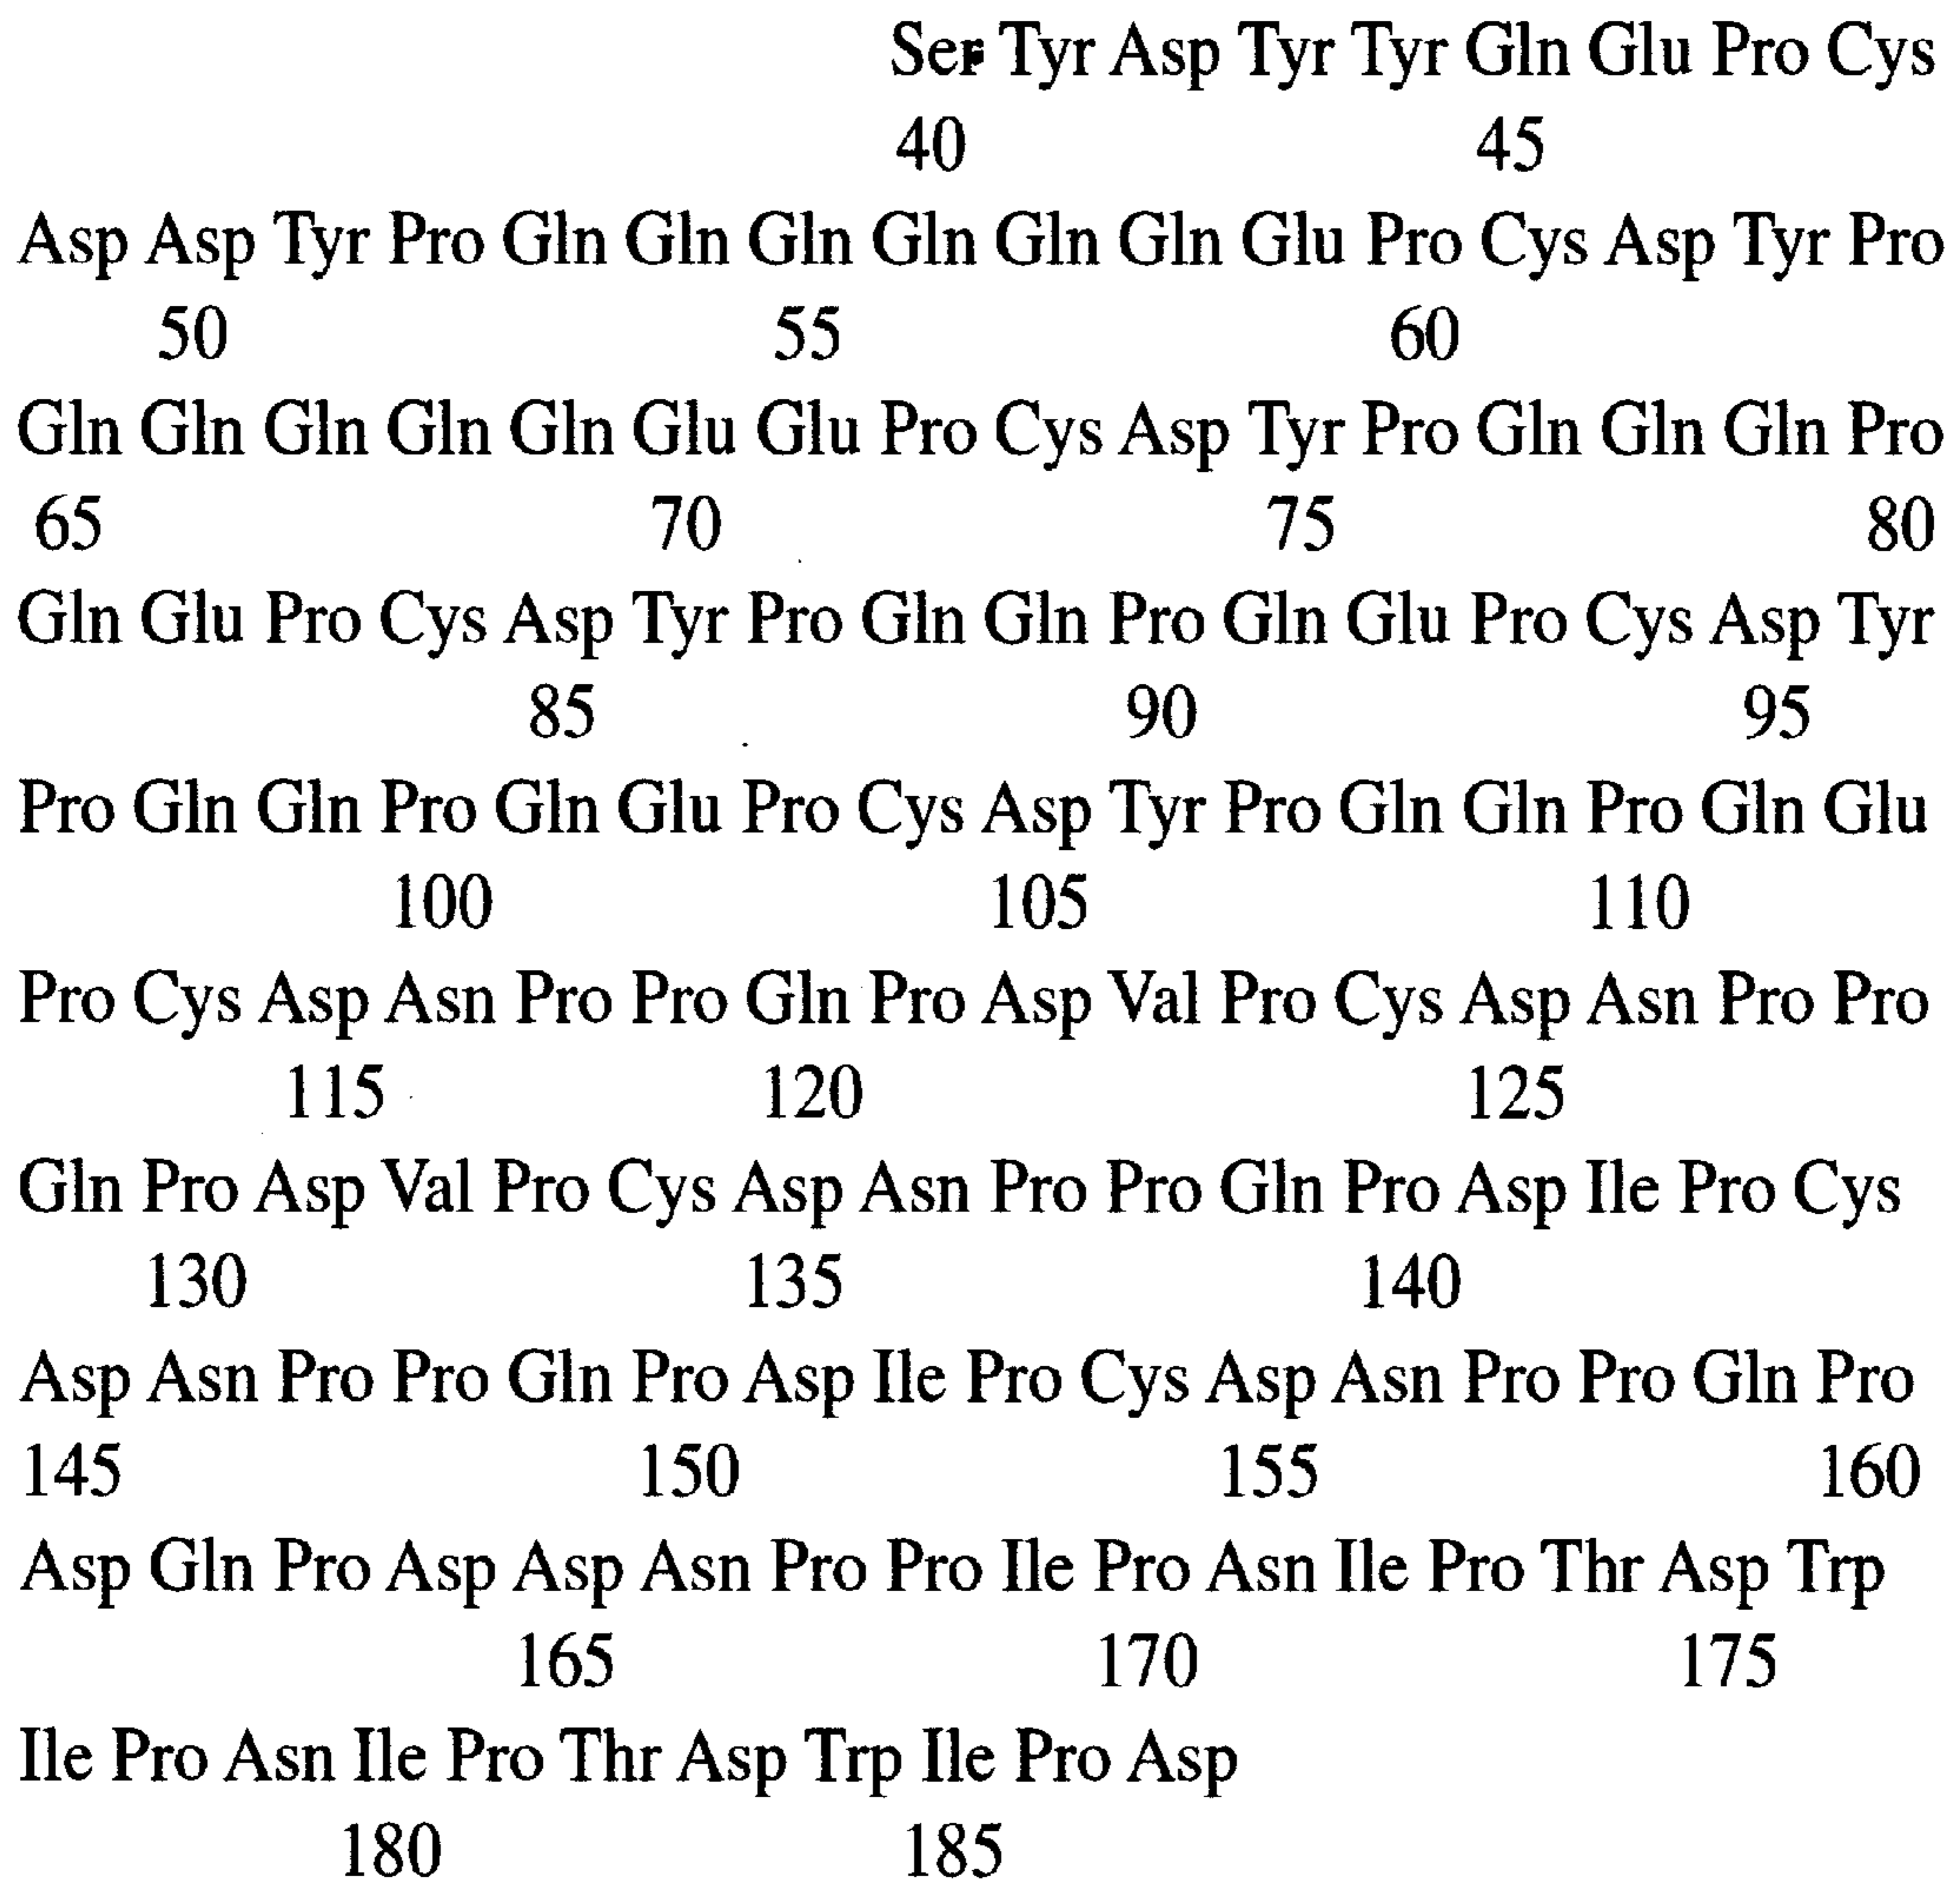 Ser Tyr Asp Tyr Tyr Gln Glu Pro Cys
40 45
Asp Asp Tyr Pro Gln Gln Gln Gln Gln Gln Glu Pro Cys Asp Tyr Pro
50 55 60
Gln Gln Gln Gln Gln Glu Glu Pro Cys Asp Tyr Pro Gln Gln Gln Pro
65 70 75 80
Gln Glu Pro Cys Asp Tyr Pro Gln Gln Pro Gln Glu Pro Cys Asp Tyr
85 90 95
Pro Gln Gln Pro Gln Glu Pro Cys Asp Tyr Pro Gln Gln Pro Gln Glu
100 105 110
Pro Cys Asp Asn Pro Pro Gln Pro Asp Val Pro Cys Asp Asn Pro Pro
115 120 125
Gln Pro Asp Val Pro Cys Asp Asn Pro Pro Gln Pro Asp Ile Pro Cys
130 135 140
Asp Asn Pro Pro Gln Pro Asp Ile Pro Cys Asp Asn Pro Pro Gln Pro
145 150 155 160
Asp Gln Pro Asp Asp Asn Pro Pro Ile Pro Asn Ile Pro Thr Asp Trp
165 170 175
Ile Pro Asn Ile Pro Thr Asp Trp Ile Pro Asp
180 185